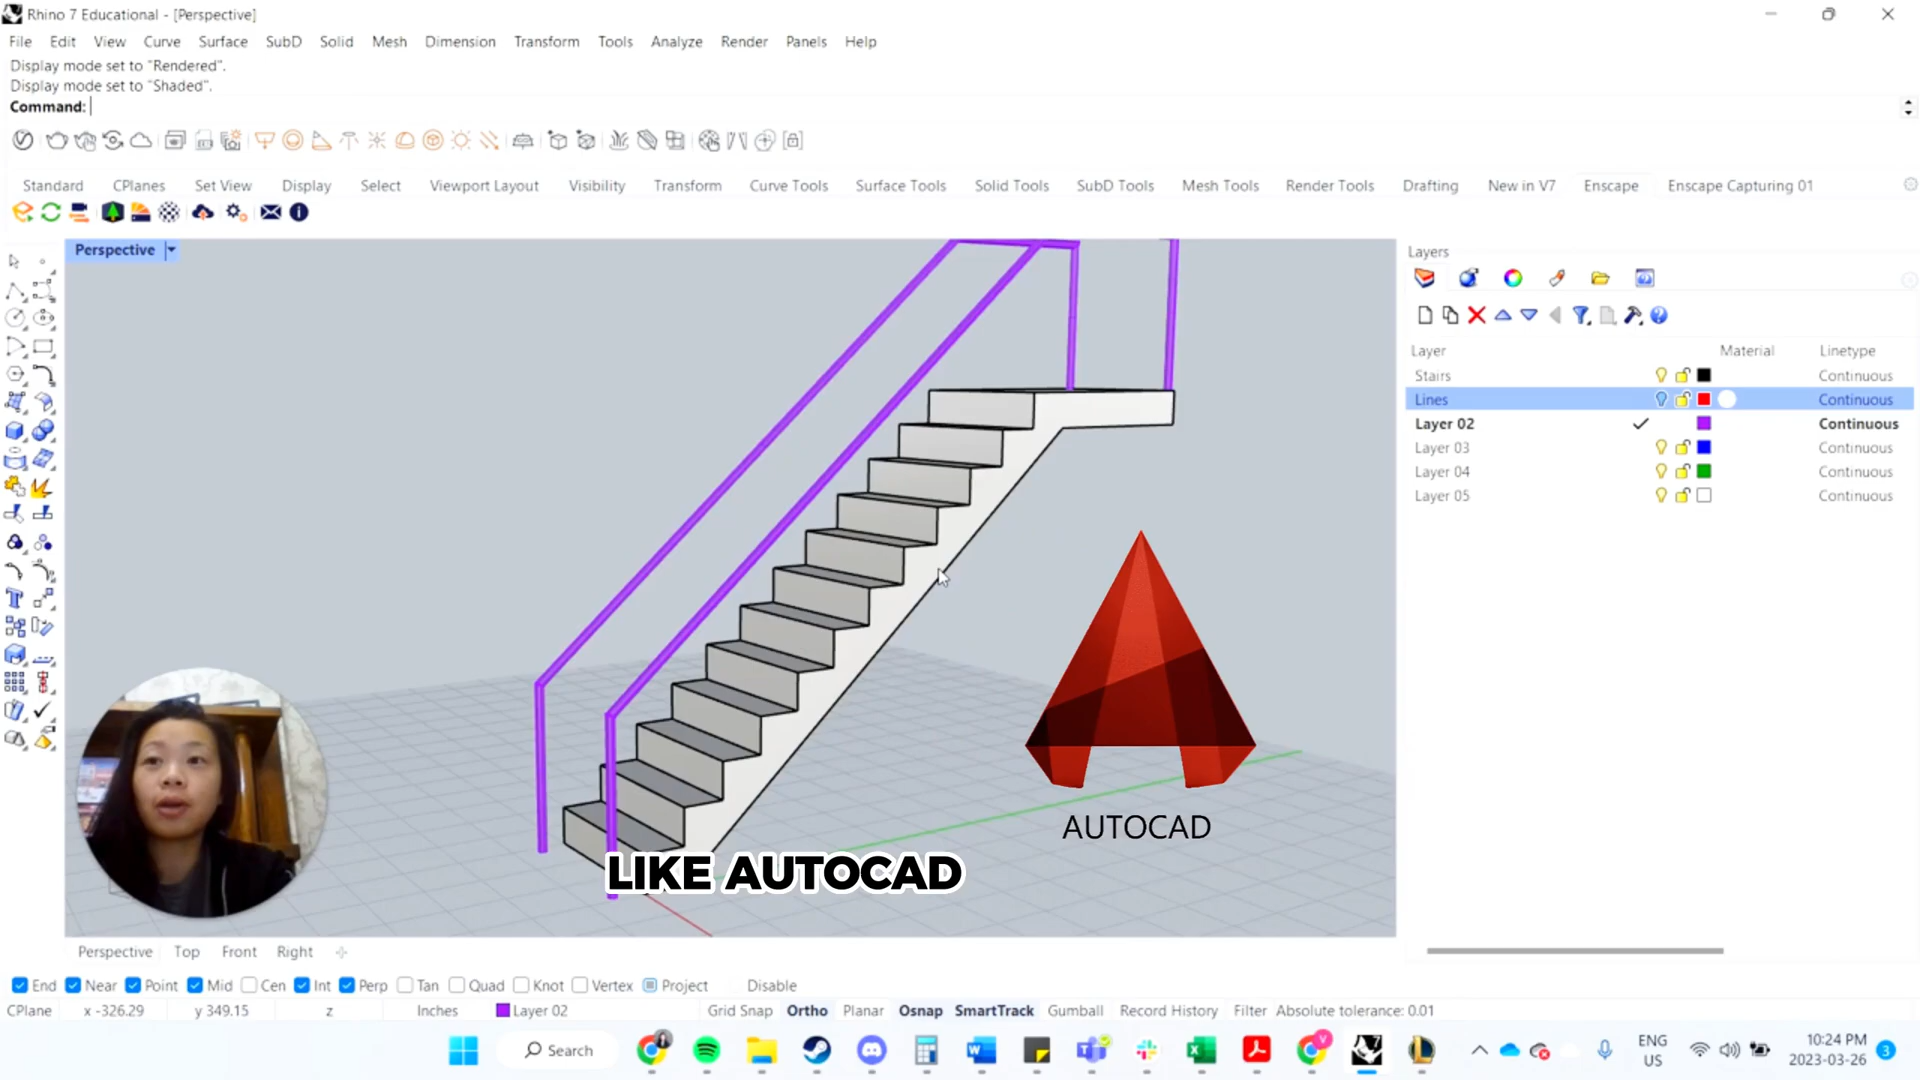 Rhino 7 Educational - [Perspective]
File Edit View Curve Surface SubD Solid Mesh Dimension Transform Tools Analyze Render Panels Help
Display mode set to "Rendered".
Display mode set to "Shaded".
Command:
Standard CPlanes Set View Display Select Viewport Layout Visibility Transform Curve Tools Surface Tools Solid Tools SubD Tools Mesh Tools Render Tools Drafting New in V7 Enscape Enscape Capturing 01
Perspective
Layers
Layer Material Linetype
Stairs Continuous
Lines Continuous
Layer 02 Continuous
Layer 03 Continuous
Layer 04 Continuous
Layer 05 Continuous
AUTOCAD
LIKE AUTOCAD
Perspective Top Front Right
End Near Point Mid Cen Int Perp Tan Quad Knot Vertex Project Disable
CPlane x -326.29 y 349.15 z Inches Layer 02 Grid Snap Ortho Planar Osnap SmartTrack Gumball Record History Filter Absolute tolerance: 0.01
Search
ENG
US
10:24 PM
2023-03-26
3